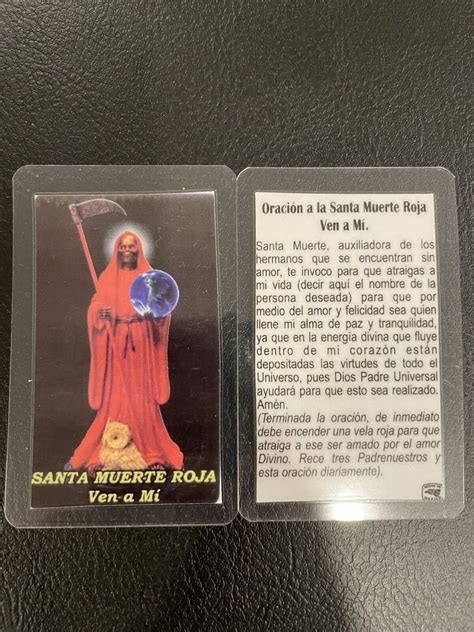 SANTA MUERTE ROJA
Ven a Mí
Oración a la Santa Muerte Roja
Ven a Mí.
Santa Muerte, auxiliadora de los
hermanos que se encuentran sin
amor, te invoco para que atraigas a
mi vida (decir aquí el nombre de la
persona deseada) para que por
medio del amor y felicidad sea quien
llene mi alma de paz y tranquilidad,
ya que en la energía divina que fluye
dentro de mi corazón están
depositadas las virtudes de todo el
Universo, pues Dios Padre Universal
ayudará para que esto sea realizado.
Amén.
(Terminada la oración, de inmediato
debe encender una vela roja para que
atraiga a ese ser amado por el amor
Divino. Rece tres Padrenuestros y
esta oración diariamente).